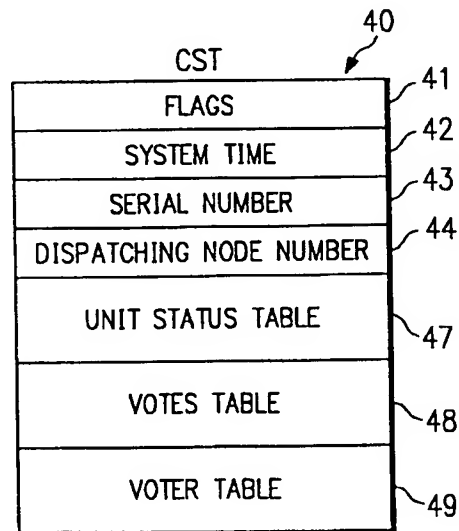 40
CST
FLAGS 41
SYSTEM TIME 42
SERIAL NUMBER 43
DISPATCHING NODE NUMBER 44
UNIT STATUS TABLE 47
VOTES TABLE 48
VOTER TABLE 49